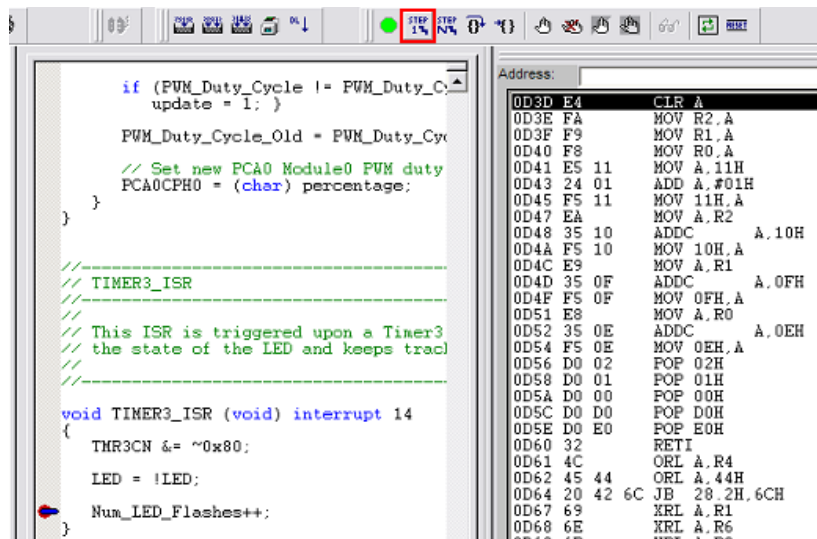 STEP 1 STEP N RESET
if (PWM_Duty_Cycle != PWM_Duty_Cy
update = 1; }
PWM_Duty_Cycle_Old = PWM_Duty_Cyc
// Set new PCA0 Module0 PWM duty
PCA0CPH0 = (char) percentage;
}
}
//--------------------------------------------------
// TIMER3_ISR
//--------------------------------------------------
//
// This ISR is triggered upon a Timer3
// the state of the LED and keeps track
//
//--------------------------------------------------
void TIMER3_ISR (void) interrupt 14
{
TMR3CN &= ~0x80;
LED = !LED;
Num_LED_Flashes++;
}
Address:
0D3D E4 CLR A
0D3E FA MOV R2,A
0D3F F9 MOV R1,A
0D40 F8 MOV R0,A
0D41 E5 11 MOV A,11H
0D43 24 01 ADD A,#01H
0D45 F5 11 MOV 11H,A
0D47 EA MOV A,R2
0D48 35 10 ADDC A,10H
0D4A F5 10 MOV 10H,A
0D4C E9 MOV A,R1
0D4D 35 0F ADDC A,0FH
0D4F F5 0F MOV 0FH,A
0D51 E8 MOV A,R0
0D52 35 0E ADDC A,0EH
0D54 F5 0E MOV 0EH,A
0D56 D0 02 POP 02H
0D58 D0 01 POP 01H
0D5A D0 00 POP 00H
0D5C D0 D0 POP D0H
0D5E D0 E0 POP E0H
0D60 32 RETI
0D61 4C ORL A,R4
0D62 45 44 ORL A,44H
0D64 20 42 6C JB 28.2H,6CH
0D67 69 XRL A,R1
0D68 6E XRL A,R6